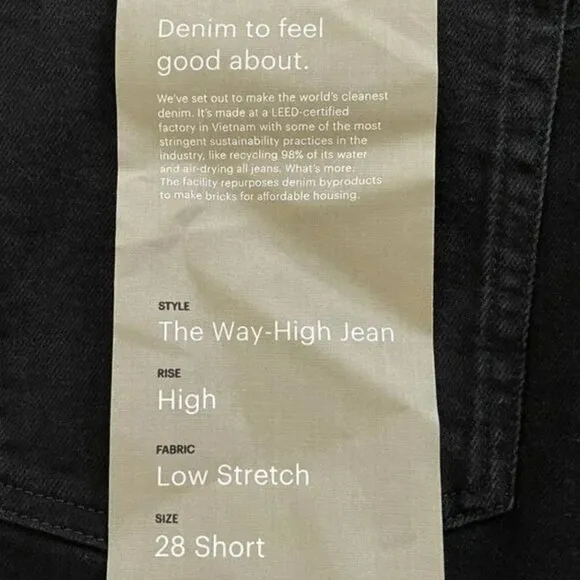 Denim to feel
good about.
We've set out to make the world's cleanest
denim. It's made at a LEED-certified
factory in Vietnam with some of the most
stringent sustainability practices in the
industry, like recycling 98% of its water
and air-drying all jeans. What's more:
The facility repurposes denim byproducts
to make bricks for affordable housing.
STYLE
The Way-High Jean
RISE
High
FABRIC
Low Stretch
SIZE
28 Short